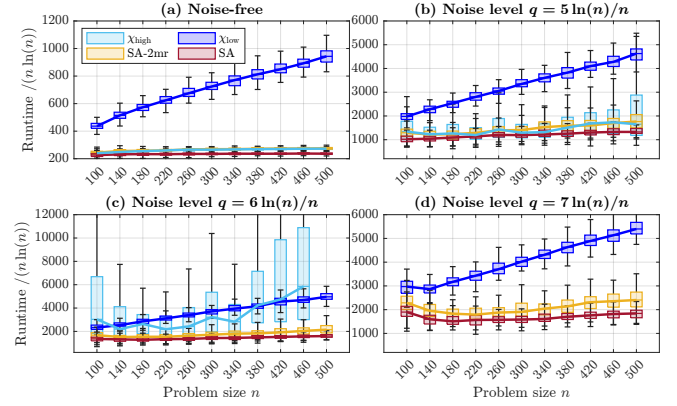 (a) Noise-free
(b) Noise level q = 5 ln(n)/n
χhigh
χlow
SA-2mr
SA
Runtime /(n ln(n))
1200
1000
800
600
400
200
100 140 180 220 260 300 340 380 420 460 500
6000
5000
4000
3000
2000
1000
0
100 140 180 220 260 300 340 380 420 460 500
(c) Noise level q = 6 ln(n)/n
(d) Noise level q = 7 ln(n)/n
Runtime /(n ln(n))
12000
10000
8000
6000
4000
2000
100 140 180 220 260 300 340 380 420 460 500
Problem size n
6000
5000
4000
3000
2000
1000
100 140 180 220 260 300 340 380 420 460 500
Problem size n